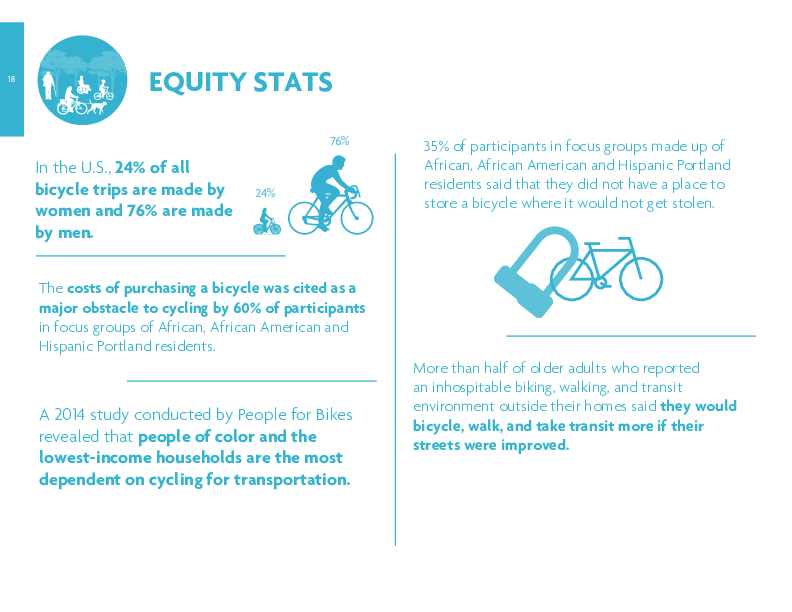 18
EQUITY STATS
In the U.S., 24% of all
bicycle trips are made by
women and 76% are made
by men.
24%
76%
The costs of purchasing a bicycle was cited as a
major obstacle to cycling by 60% of participants
in focus groups of African, African American and
Hispanic Portland residents.
A 2014 study conducted by People for Bikes
revealed that people of color and the
lowest-income households are the most
dependent on cycling for transportation.
35% of participants in focus groups made up of
African, African American and Hispanic Portland
residents said that they did not have a place to
store a bicycle where it would not get stolen.
More than half of older adults who reported
an inhospitable biking, walking, and transit
environment outside their homes said they would
bicycle, walk, and take transit more if their
streets were improved.